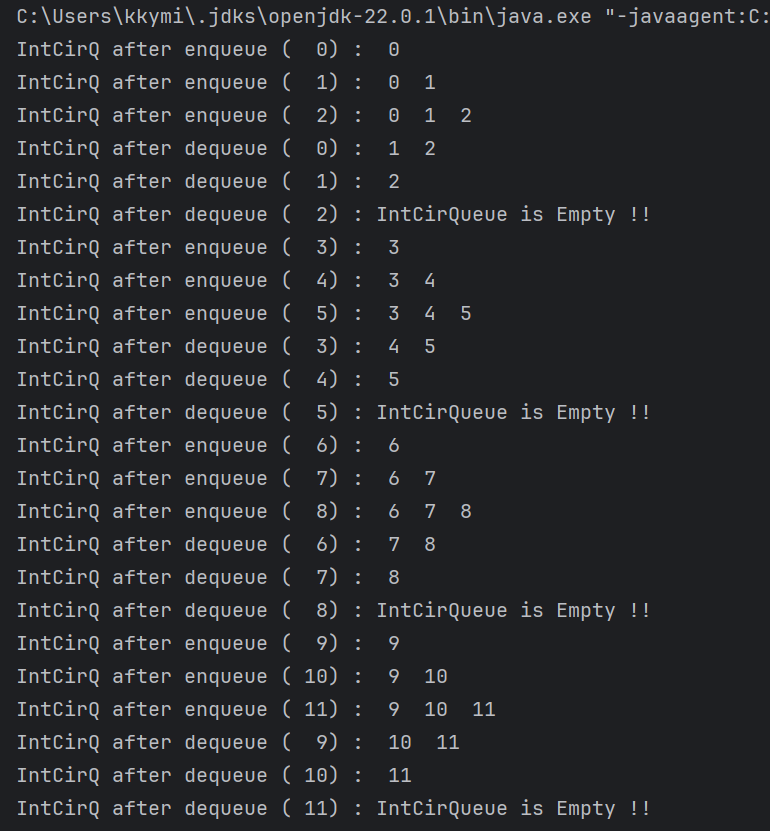 C:\Users\kkymi\.jdks\openjdk-22.0.1\bin\java.exe "-javaagent:C:
IntCirQ after enqueue (  0) :  0
IntCirQ after enqueue (  1) :  0  1
IntCirQ after enqueue (  2) :  0  1  2
IntCirQ after dequeue (  0) :  1  2
IntCirQ after dequeue (  1) :  2
IntCirQ after dequeue (  2) : IntCirQueue is Empty !!
IntCirQ after enqueue (  3) :  3
IntCirQ after enqueue (  4) :  3  4
IntCirQ after enqueue (  5) :  3  4  5
IntCirQ after dequeue (  3) :  4  5
IntCirQ after dequeue (  4) :  5
IntCirQ after dequeue (  5) : IntCirQueue is Empty !!
IntCirQ after enqueue (  6) :  6
IntCirQ after enqueue (  7) :  6  7
IntCirQ after enqueue (  8) :  6  7  8
IntCirQ after dequeue (  6) :  7  8
IntCirQ after dequeue (  7) :  8
IntCirQ after dequeue (  8) : IntCirQueue is Empty !!
IntCirQ after enqueue (  9) :  9
IntCirQ after enqueue ( 10) :  9  10
IntCirQ after enqueue ( 11) :  9  10  11
IntCirQ after dequeue (  9) :  10  11
IntCirQ after dequeue ( 10) :  11
IntCirQ after dequeue ( 11) : IntCirQueue is Empty !!